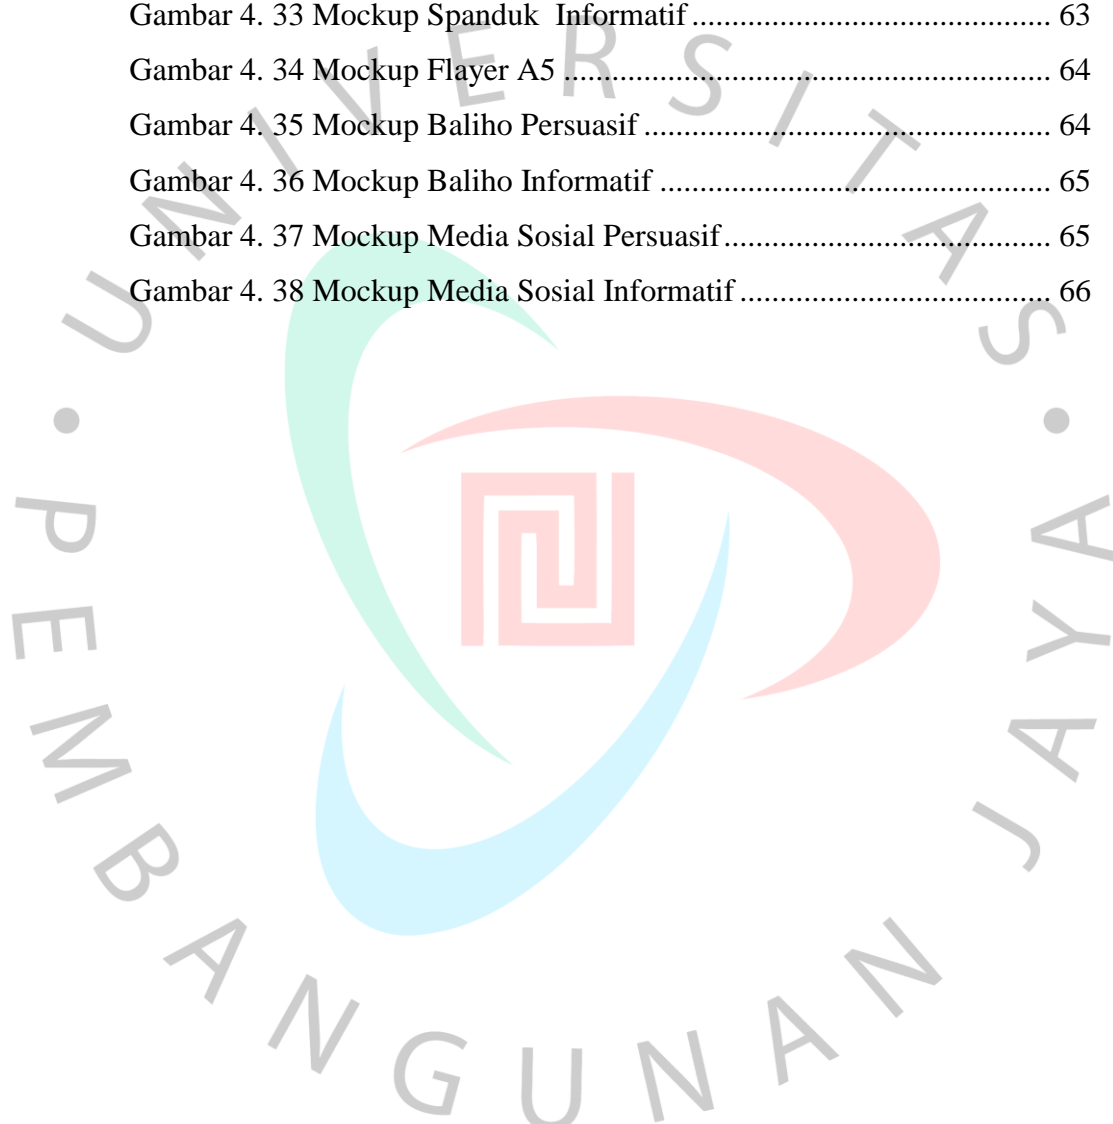 Gambar 4. 33 Mockup Spanduk  Informatif ............................................. 63
Gambar 4. 34 Mockup Flayer A5 ............................................................. 64
Gambar 4. 35 Mockup Baliho Persuasif ................................................... 64
Gambar 4. 36 Mockup Baliho Informatif ................................................. 65
Gambar 4. 37 Mockup Media Sosial Persuasif ......................................... 65
Gambar 4. 38 Mockup Media Sosial Informatif ....................................... 66
UNIVERSITAS • PEMBANGUNAN JAYA •